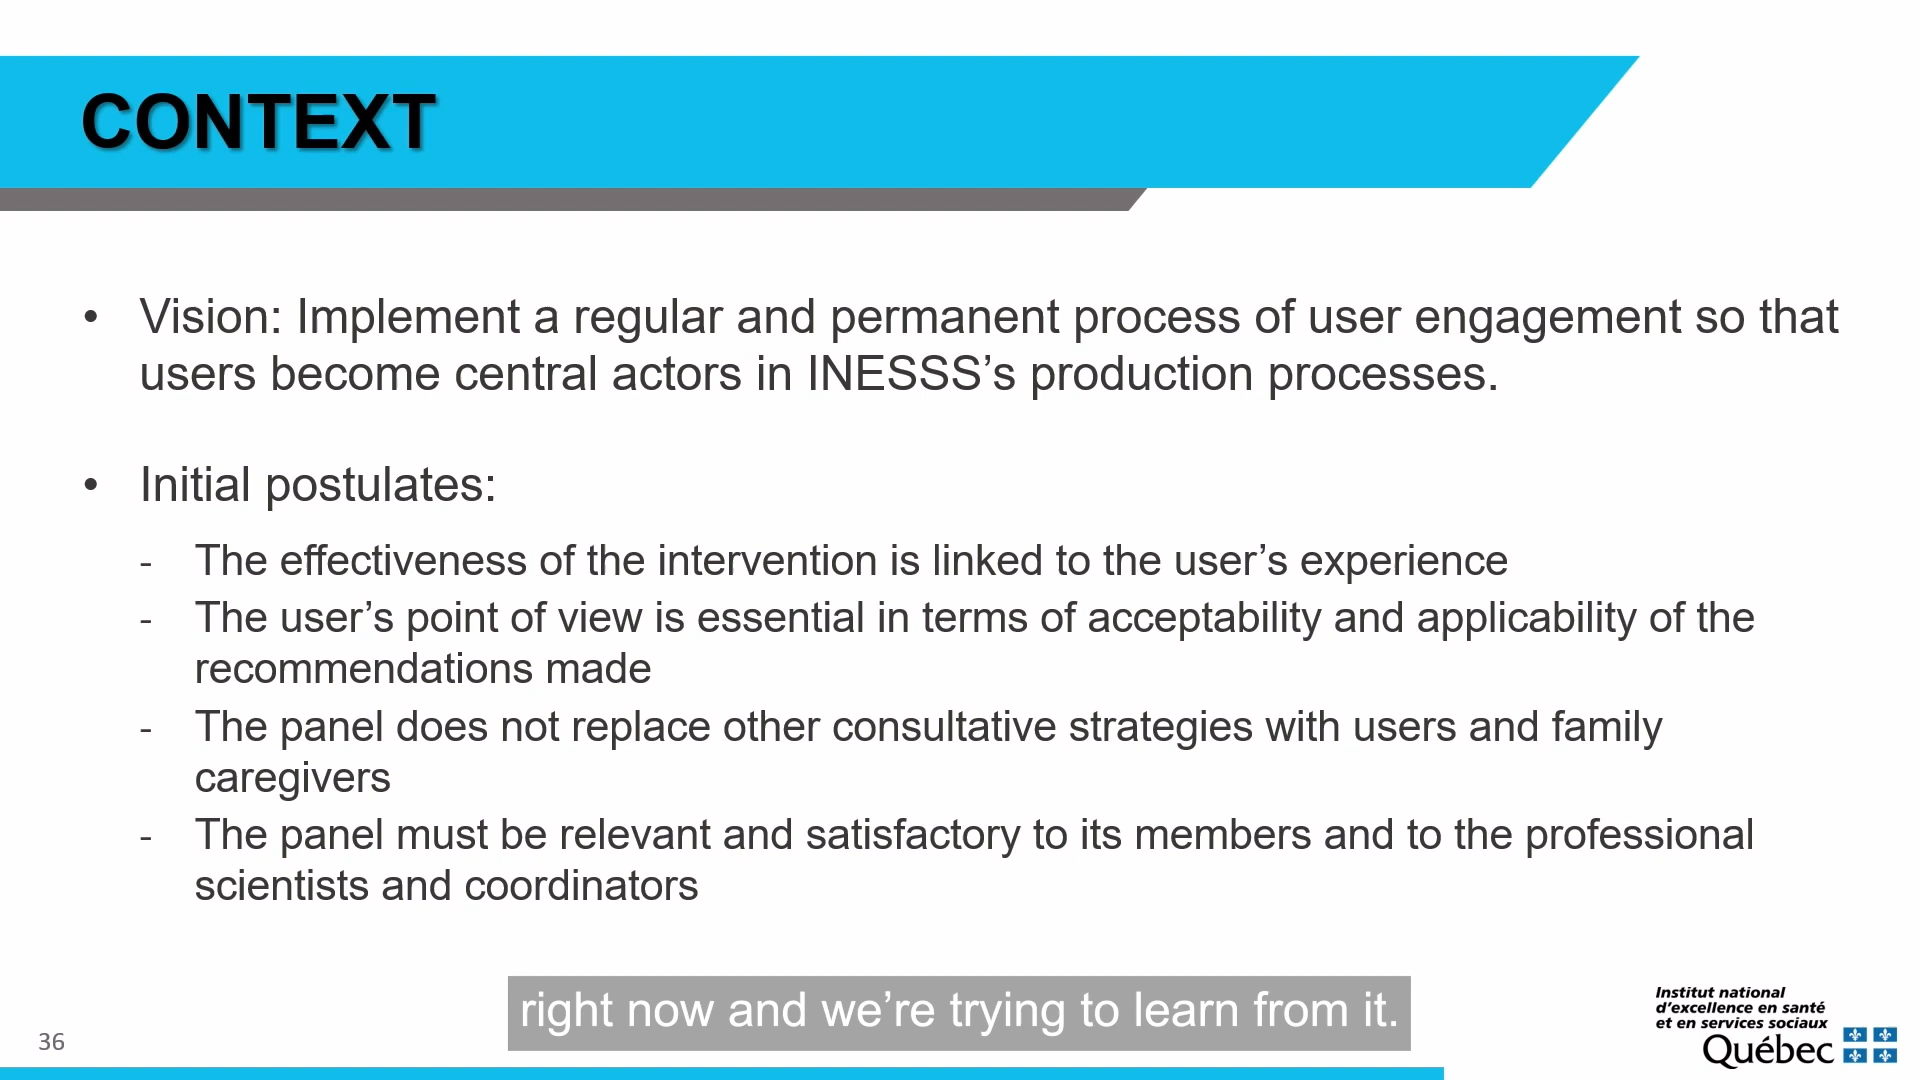 CONTEXT
• Vision: Implement a regular and permanent process of user engagement so that
users become central actors in INESSS’s production processes.
• Initial postulates:
- The effectiveness of the intervention is linked to the user’s experience
- The user’s point of view is essential in terms of acceptability and applicability of the
recommendations made
- The panel does not replace other consultative strategies with users and family
caregivers
- The panel must be relevant and satisfactory to its members and to the professional
scientists and coordinators
right now and we’re trying to learn from it.
36
Institut national
d’excellence en santé
et en services sociaux
Québec